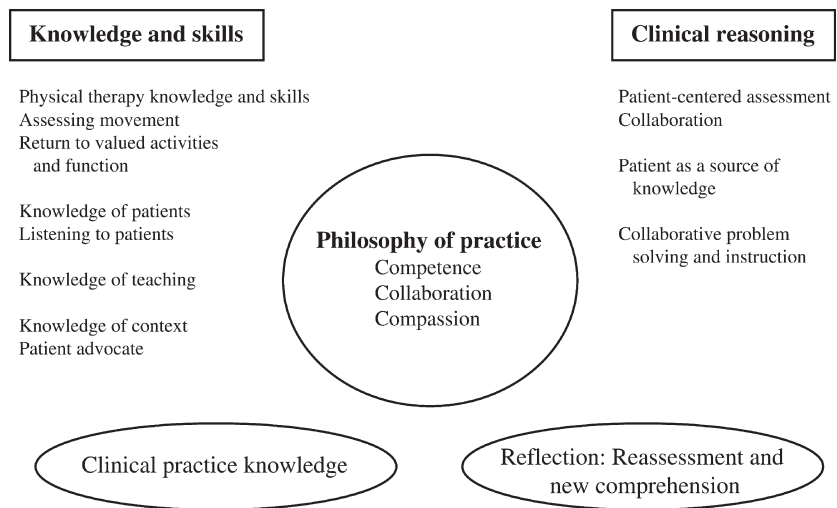 Knowledge and skills
Physical therapy knowledge and skills
Assessing movement
Return to valued activities
and function
Knowledge of patients
Listening to patients
Knowledge of teaching
Knowledge of context
Patient advocate
Clinical reasoning
Patient-centered assessment
Collaboration
Patient as a source of
knowledge
Collaborative problem
solving and instruction
Philosophy of practice
Competence
Collaboration
Compassion
Clinical practice knowledge
Reflection: Reassessment and
new comprehension